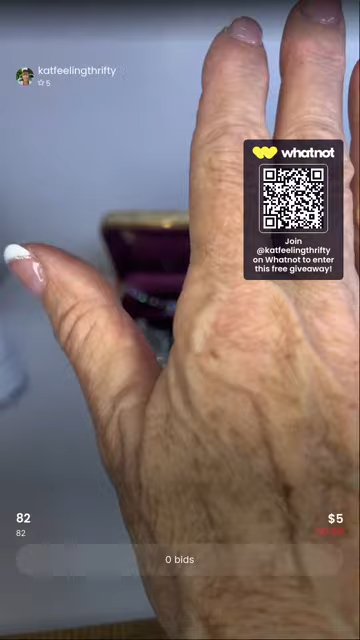 katfeelingthrifty
☆5
whatnot
Join
@katfeelingthrifty
on Whatnot to enter
this free giveaway!
82
$5
82
0 bids